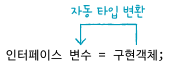 자동 타입 변환
인터페이스 변수 = 구현객체;